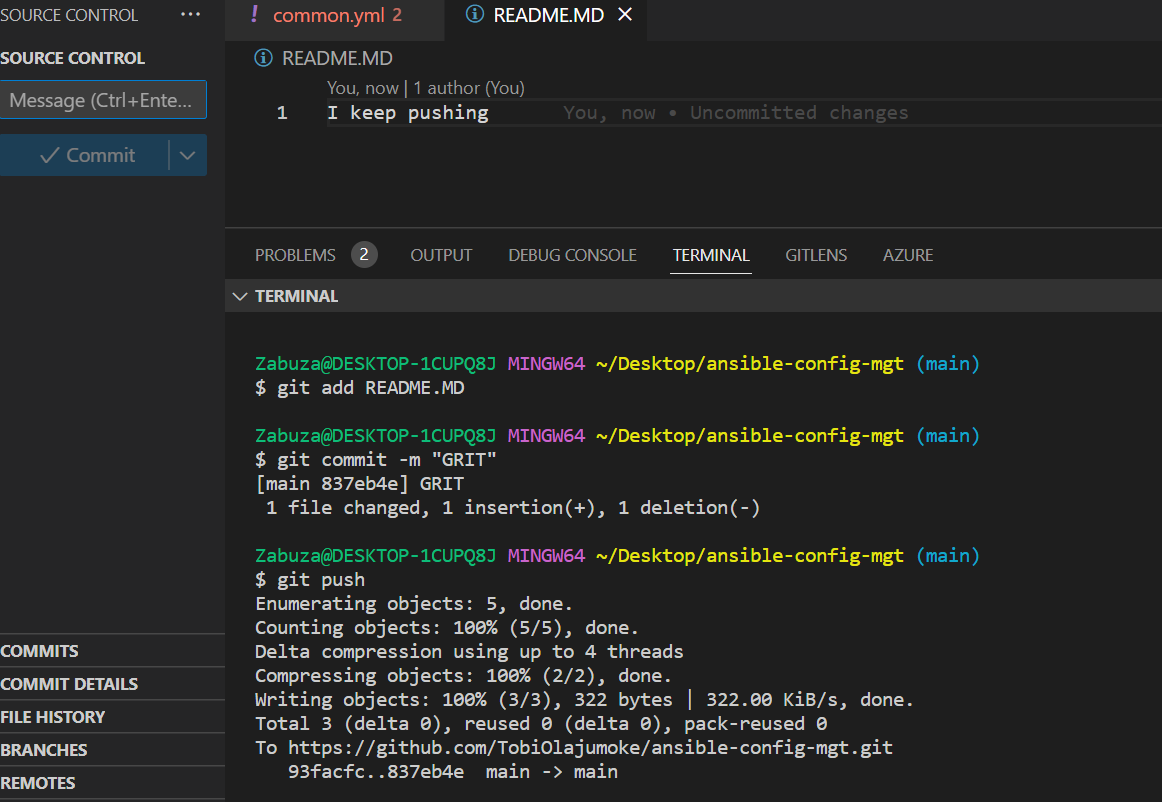 SOURCE CONTROL ···
SOURCE CONTROL
Message (Ctrl+Ente...
Commit
! common.yml 2
README.MD
README.MD
You, now | 1 author (You)
1 I keep pushing You, now • Uncommitted changes
PROBLEMS 2 OUTPUT DEBUG CONSOLE TERMINAL GITLENS AZURE
TERMINAL
Zabuza@DESKTOP-1CUPQ8J MINGW64 ~/Desktop/ansible-config-mgt (main)
$ git add README.MD
Zabuza@DESKTOP-1CUPQ8J MINGW64 ~/Desktop/ansible-config-mgt (main)
$ git commit -m "GRIT"
[main 837eb4e] GRIT
1 file changed, 1 insertion(+), 1 deletion(-)
Zabuza@DESKTOP-1CUPQ8J MINGW64 ~/Desktop/ansible-config-mgt (main)
$ git push
Enumerating objects: 5, done.
Counting objects: 100% (5/5), done.
Delta compression using up to 4 threads
Compressing objects: 100% (2/2), done.
Writing objects: 100% (3/3), 322 bytes | 322.00 KiB/s, done.
Total 3 (delta 0), reused 0 (delta 0), pack-reused 0
To https://github.com/TobiOlajumoke/ansible-config-mgt.git
93facfc..837eb4e main -> main
COMMITS
COMMIT DETAILS
FILE HISTORY
BRANCHES
REMOTES